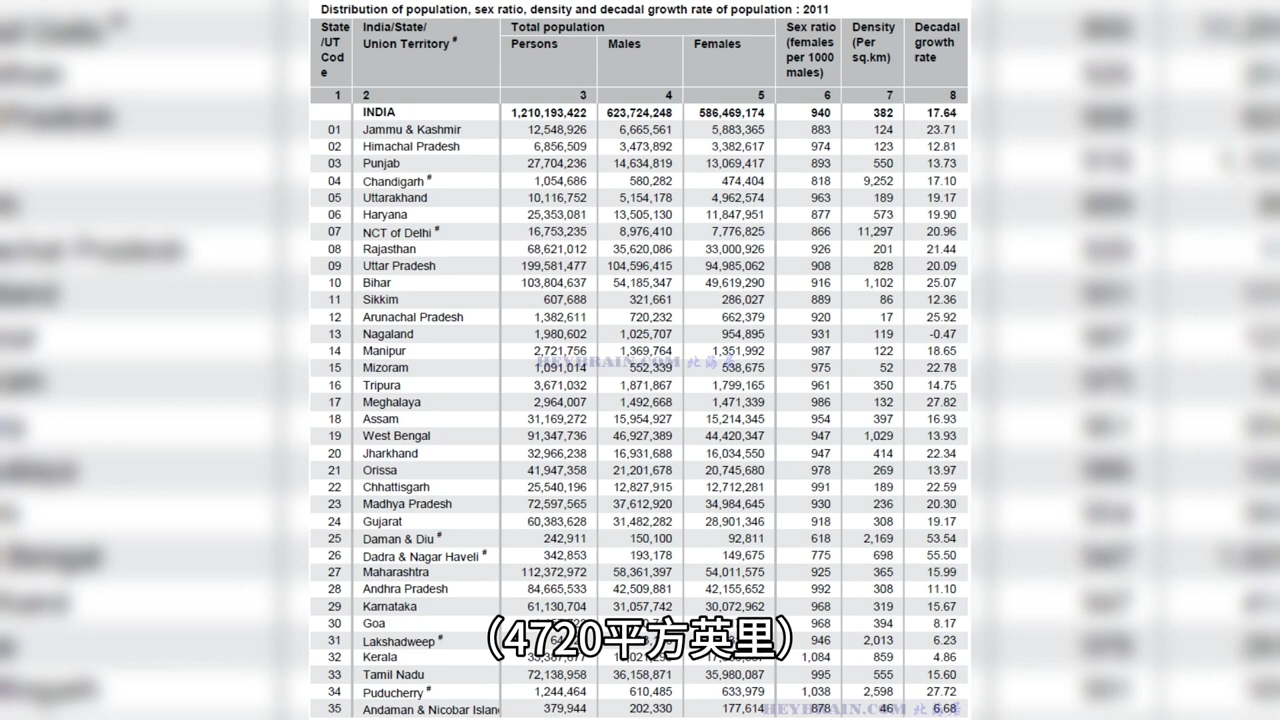 Distribution of population, sex ratio, density and decadal growth rate of population : 2011
State /UT Cod e India/State/ Union Territory # Total population Sex ratio (females per 1000 males) Density (Per sq.km) Decadal growth rate
Persons Males Females
1 2 3 4 5 6 7 8
INDIA 1,210,193,422 623,724,248 586,469,174 940 382 17.64
01 Jammu & Kashmir 12,548,926 6,665,561 5,883,365 883 124 23.71
02 Himachal Pradesh 6,856,509 3,473,892 3,382,617 974 123 12.81
03 Punjab 27,704,236 14,634,819 13,069,417 893 550 13.73
04 Chandigarh # 1,054,686 580,282 474,404 818 9,252 17.10
05 Uttarakhand 10,116,752 5,154,178 4,962,574 963 189 19.17
06 Haryana 25,353,081 13,505,130 11,847,951 877 573 19.90
07 NCT of Delhi # 16,753,235 8,976,410 7,776,825 866 11,297 20.96
08 Rajasthan 68,621,012 35,620,086 33,000,926 926 201 21.44
09 Uttar Pradesh 199,581,477 104,596,415 94,985,062 908 828 20.09
10 Bihar 103,804,637 54,185,347 49,619,290 916 1,102 25.07
11 Sikkim 607,688 321,661 286,027 889 86 12.36
12 Arunachal Pradesh 1,382,611 720,232 662,379 920 17 25.92
13 Nagaland 1,980,602 1,025,707 954,895 931 119 -0.47
14 Manipur 2,721,756 1,369,764 1,351,992 987 122 18.65
HEYBRAIN.COM 北海居
15 Mizoram 1,091,014 552,339 538,675 975 52 22.78
16 Tripura 3,671,032 1,871,867 1,799,165 961 350 14.75
17 Meghalaya 2,964,007 1,492,668 1,471,339 986 132 27.82
18 Assam 31,169,272 15,954,927 15,214,345 954 397 16.93
19 West Bengal 91,347,736 46,927,389 44,420,347 947 1,029 13.93
20 Jharkhand 32,966,238 16,931,688 16,034,550 947 414 22.34
21 Orissa 41,947,358 21,201,678 20,745,680 978 269 13.97
22 Chhattisgarh 25,540,196 12,827,915 12,712,281 991 189 22.59
23 Madhya Pradesh 72,597,565 37,612,920 34,984,645 930 236 20.30
24 Gujarat 60,383,628 31,482,282 28,901,346 918 308 19.17
25 Daman & Diu # 242,911 150,100 92,811 618 2,169 53.54
26 Dadra & Nagar Haveli # 342,853 193,178 149,675 775 698 55.50
27 Maharashtra 112,372,972 58,361,397 54,011,575 925 365 15.99
28 Andhra Pradesh 84,665,533 42,509,881 42,155,652 992 308 11.10
29 Karnataka 61,130,704 31,057,742 30,072,962 968 319 15.67
30 Goa 968 394 8.17
(4720平方英里)
31 Lakshadweep # 946 2,013 6.23
32 Kerala 1,084 859 4.86
33 Tamil Nadu 72,138,958 36,158,871 35,980,087 995 555 15.60
34 Puducherry # 1,244,464 610,485 633,979 1,038 2,598 27.72
35 Andaman & Nicobar Islan 379,944 202,330 177,614 878 46 6.68
HEYBRAIN.COM 北海居